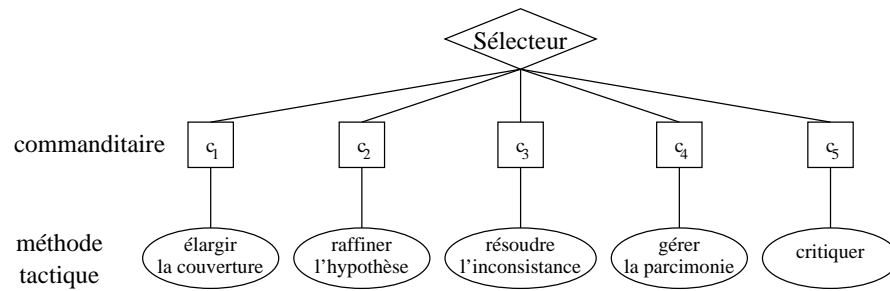 Sélecteur
commanditaire
c1
c2
c3
c4
c5
méthode
tactique
élargir
la couverture
raffiner
l'hypothèse
résoudre
l'inconsistance
gérer
la parcimonie
critiquer